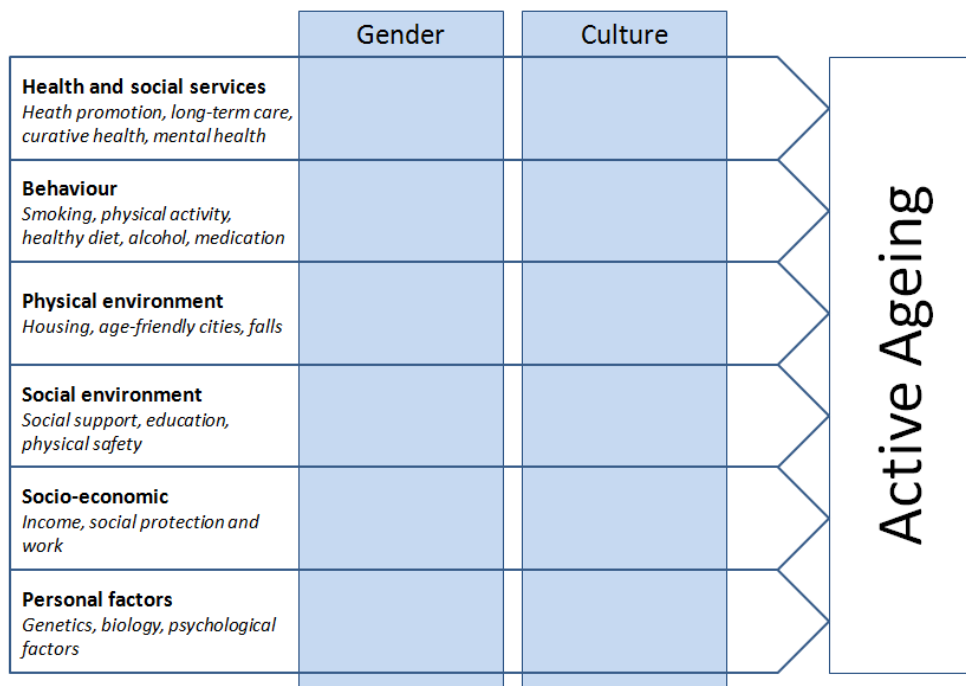 Gender
Culture
Health and social services
Heath promotion, long-term care,
curative health, mental health
Behaviour
Smoking, physical activity,
healthy diet, alcohol, medication
Physical environment
Housing, age-friendly cities, falls
Social environment
Social support, education,
physical safety
Socio-economic
Income, social protection and
work
Personal factors
Genetics, biology, psychological
factors
Active Ageing